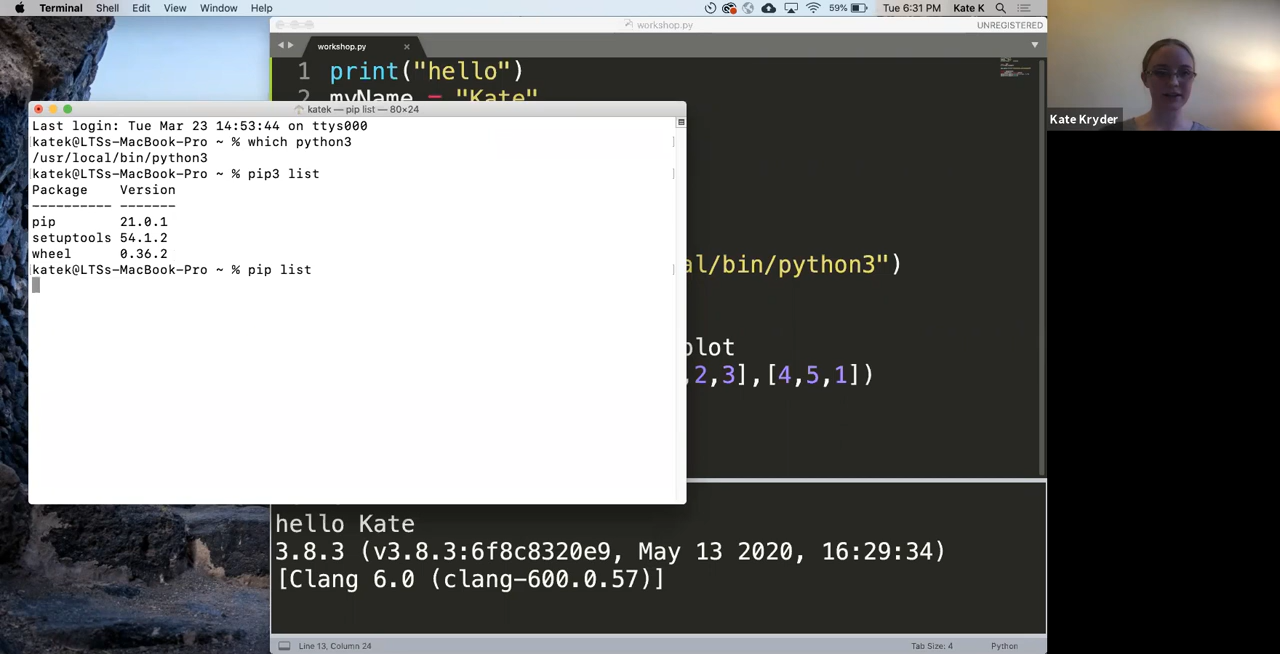 Terminal Shell Edit View Window Help 59% Tue 6:31 PM Kate K
workshop.py
UNREGISTERED
workshop.py
1 print("hello")
2 myName = "Kate"
katek — pip list — 80×24
Last login: Tue Mar 23 14:53:44 on ttys000
katek@LTSs-MacBook-Pro ~ % which python3
/usr/local/bin/python3
katek@LTSs-MacBook-Pro ~ % pip3 list
Package Version
---------- -------
pip 21.0.1
setuptools 54.1.2
wheel 0.36.2
katek@LTSs-MacBook-Pro ~ % pip list
al/bin/python3")
plot
,2,3],[4,5,1])
hello Kate
3.8.3 (v3.8.3:6f8c8320e9, May 13 2020, 16:29:34)
[Clang 6.0 (clang-600.0.57)]
Line 13, Column 24
Tab Size: 4
Python
Kate Kryder